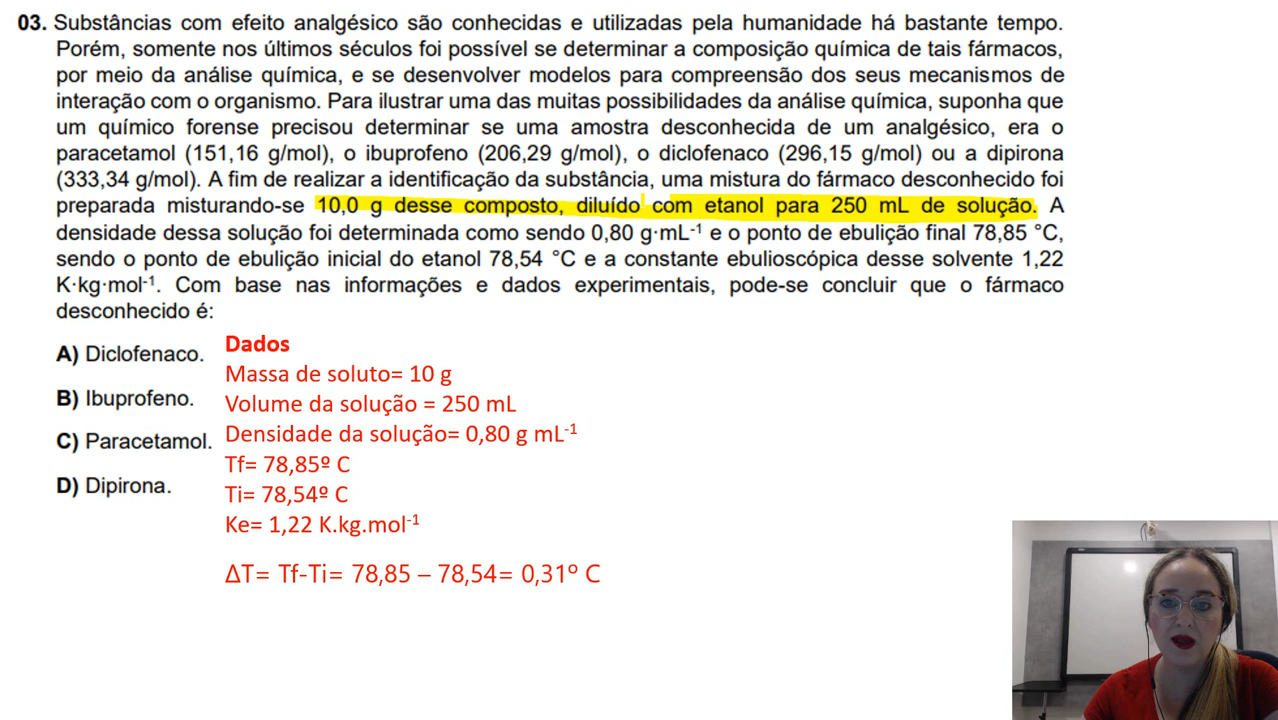 03. Substâncias com efeito analgésico são conhecidas e utilizadas pela humanidade há bastante tempo.
Porém, somente nos últimos séculos foi possível se determinar a composição química de tais fármacos,
por meio da análise química, e se desenvolver modelos para compreensão dos seus mecanismos de
interação com o organismo. Para ilustrar uma das muitas possibilidades da análise química, suponha que
um químico forense precisou determinar se uma amostra desconhecida de um analgésico, era o
paracetamol (151,16 g/mol), o ibuprofeno (206,29 g/mol), o diclofenaco (296,15 g/mol) ou a dipirona
(333,34 g/mol). A fim de realizar a identificação da substância, uma mistura do fármaco desconhecido foi
preparada misturando-se 10,0 g desse composto, diluído com etanol para 250 mL de solução. A
densidade dessa solução foi determinada como sendo 0,80 g·mL⁻¹ e o ponto de ebulição final 78,85 °C,
sendo o ponto de ebulição inicial do etanol 78,54 °C e a constante ebulioscópica desse solvente 1,22
K·kg·mol⁻¹. Com base nas informações e dados experimentais, pode-se concluir que o fármaco
desconhecido é:
A) Diclofenaco.
B) Ibuprofeno.
C) Paracetamol.
D) Dipirona.
Dados
Massa de soluto= 10 g
Volume da solução = 250 mL
Densidade da solução= 0,80 g mL⁻¹
Tf= 78,85º C
Ti= 78,54º C
Ke= 1,22 K.kg.mol⁻¹
ΔT= Tf-Ti= 78,85 – 78,54= 0,31º C